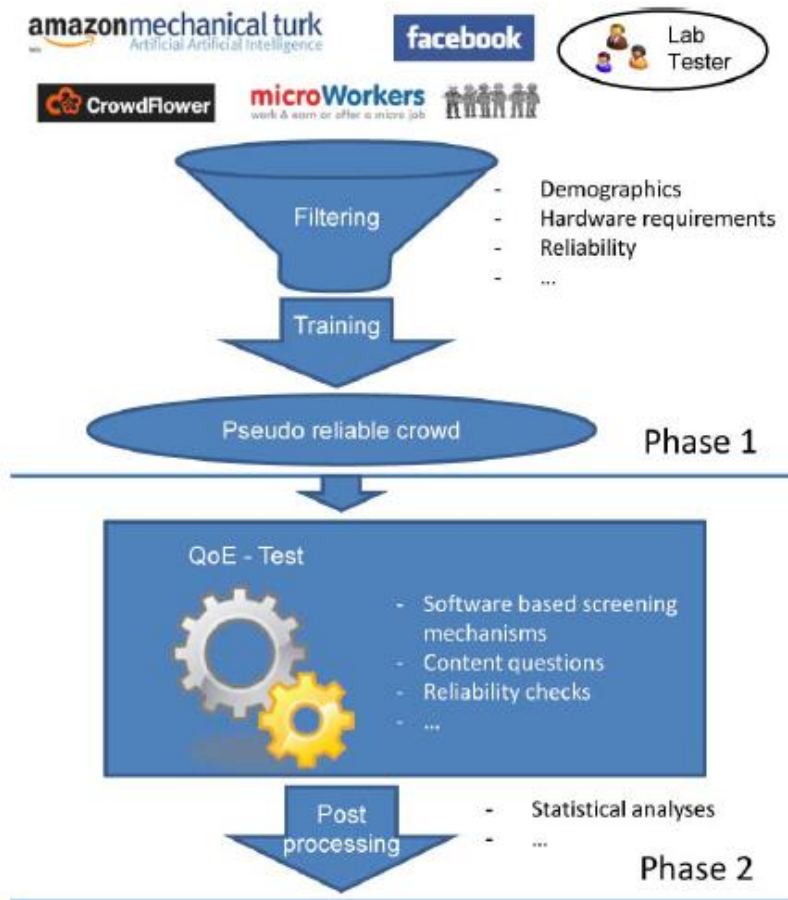 amazonmechanical turk
Artificial Artificial Intelligence
facebook
Lab
Tester
CrowdFlower
microWorkers
work & earn or offer a micro job
Filtering
- Demographics
- Hardware requirements
- Reliability
- ...
Training
Pseudo reliable crowd
Phase 1
QoE - Test
- Software based screening
mechanisms
- Content questions
- Reliability checks
- ...
Post
processing
- Statistical analyses
- ...
Phase 2